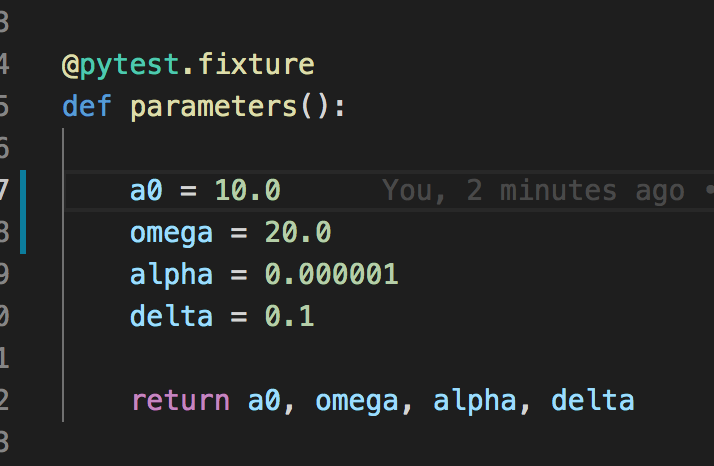 3
4 @pytest.fixture
5 def parameters():
6
7 a0 = 10.0 You, 2 minutes ago •
8 omega = 20.0
9 alpha = 0.000001
0 delta = 0.1
1
2 return a0, omega, alpha, delta
3